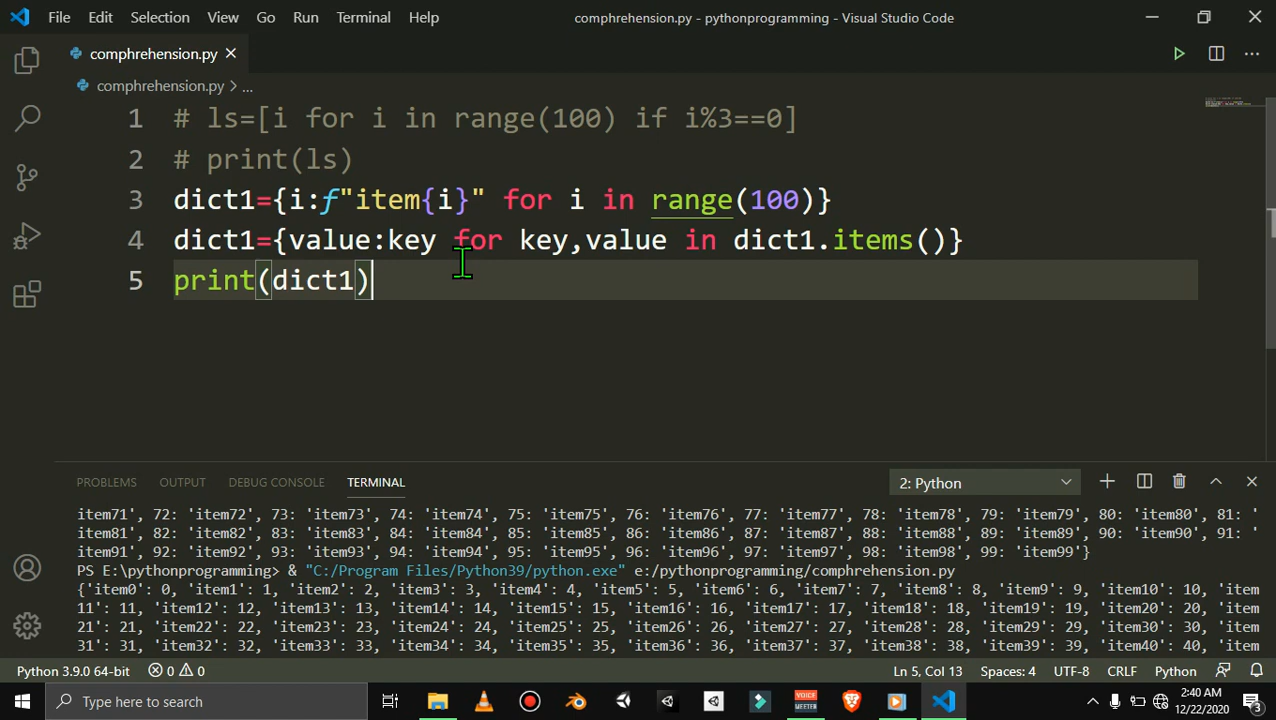 File Edit Selection View Go Run Terminal Help comphrehension.py - pythonprogramming - Visual Studio Code
comphrehension.py
comphrehension.py > ...
1 # ls=[i for i in range(100) if i%3==0]
2 # print(ls)
3 dict1={i:f"item{i}" for i in range(100)}
4 dict1={value:key for key,value in dict1.items()}
5 print(dict1)
PROBLEMS OUTPUT DEBUG CONSOLE TERMINAL 2: Python
item71', 72: 'item72', 73: 'item73', 74: 'item74', 75: 'item75', 76: 'item76', 77: 'item77', 78: 'item78', 79: 'item79', 80: 'item80', 81: '
item81', 82: 'item82', 83: 'item83', 84: 'item84', 85: 'item85', 86: 'item86', 87: 'item87', 88: 'item88', 89: 'item89', 90: 'item90', 91: '
item91', 92: 'item92', 93: 'item93', 94: 'item94', 95: 'item95', 96: 'item96', 97: 'item97', 98: 'item98', 99: 'item99'}
PS E:\pythonprogramming> & "C:/Program Files/Python39/python.exe" e:/pythonprogramming/comphrehension.py
{'item0': 0, 'item1': 1, 'item2': 2, 'item3': 3, 'item4': 4, 'item5': 5, 'item6': 6, 'item7': 7, 'item8': 8, 'item9': 9, 'item10': 10, 'item
11': 11, 'item12': 12, 'item13': 13, 'item14': 14, 'item15': 15, 'item16': 16, 'item17': 17, 'item18': 18, 'item19': 19, 'item20': 20, 'item
21': 21, 'item22': 22, 'item23': 23, 'item24': 24, 'item25': 25, 'item26': 26, 'item27': 27, 'item28': 28, 'item29': 29, 'item30': 30, 'item
31': 31, 'item32': 32, 'item33': 33, 'item34': 34, 'item35': 35, 'item36': 36, 'item37': 37, 'item38': 38, 'item39': 39, 'item40': 40, 'item
Python 3.9.0 64-bit 0 0 Ln 5, Col 13 Spaces: 4 UTF-8 CRLF Python
Type here to search VOICE MEETER 2:40 AM
12/22/2020 3